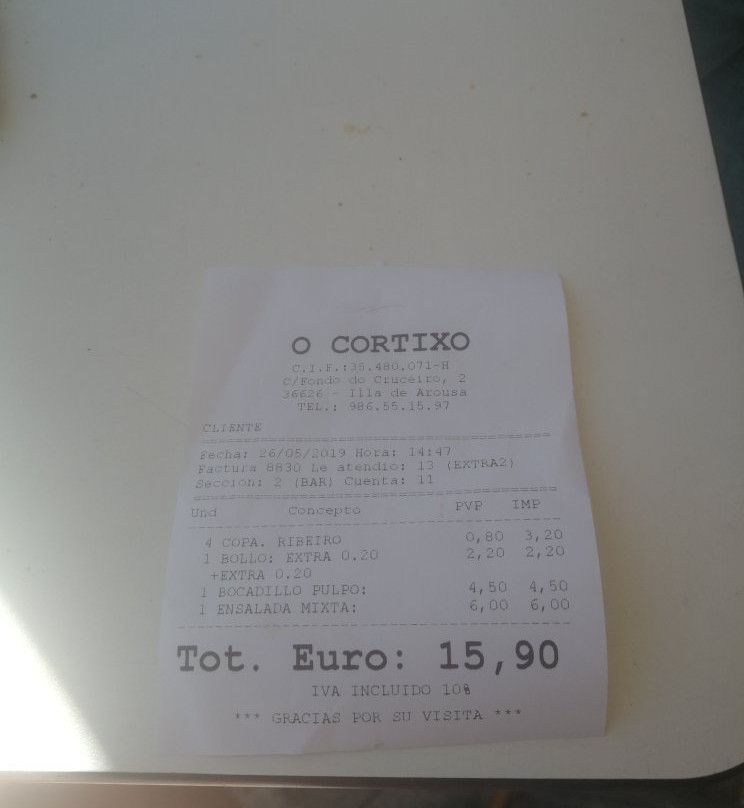 O CORTIXO
C.I.F.:35.480.071-H
C/Fondo do Cruceiro, 2
36626 - Illa de Arousa
TEL.: 986.55.15.97
CLIENTE
Fecha: 26/05/2019 Hora: 14:47
Factura 8830 Le atendio: 13 (EXTRA2)
Seccion: 2 (BAR) Cuenta: 11
Und Concepto PVP IMP
4 COPA. RIBEIRO 0,80 3,20
1 BOLLO: EXTRA 0.20 2,20 2,20
+EXTRA 0.20
1 BOCADILLO PULPO: 4,50 4,50
1 ENSALADA MIXTA: 6,00 6,00
Tot. Euro: 15,90
IVA INCLUIDO 10%
*** GRACIAS POR SU VISITA ***